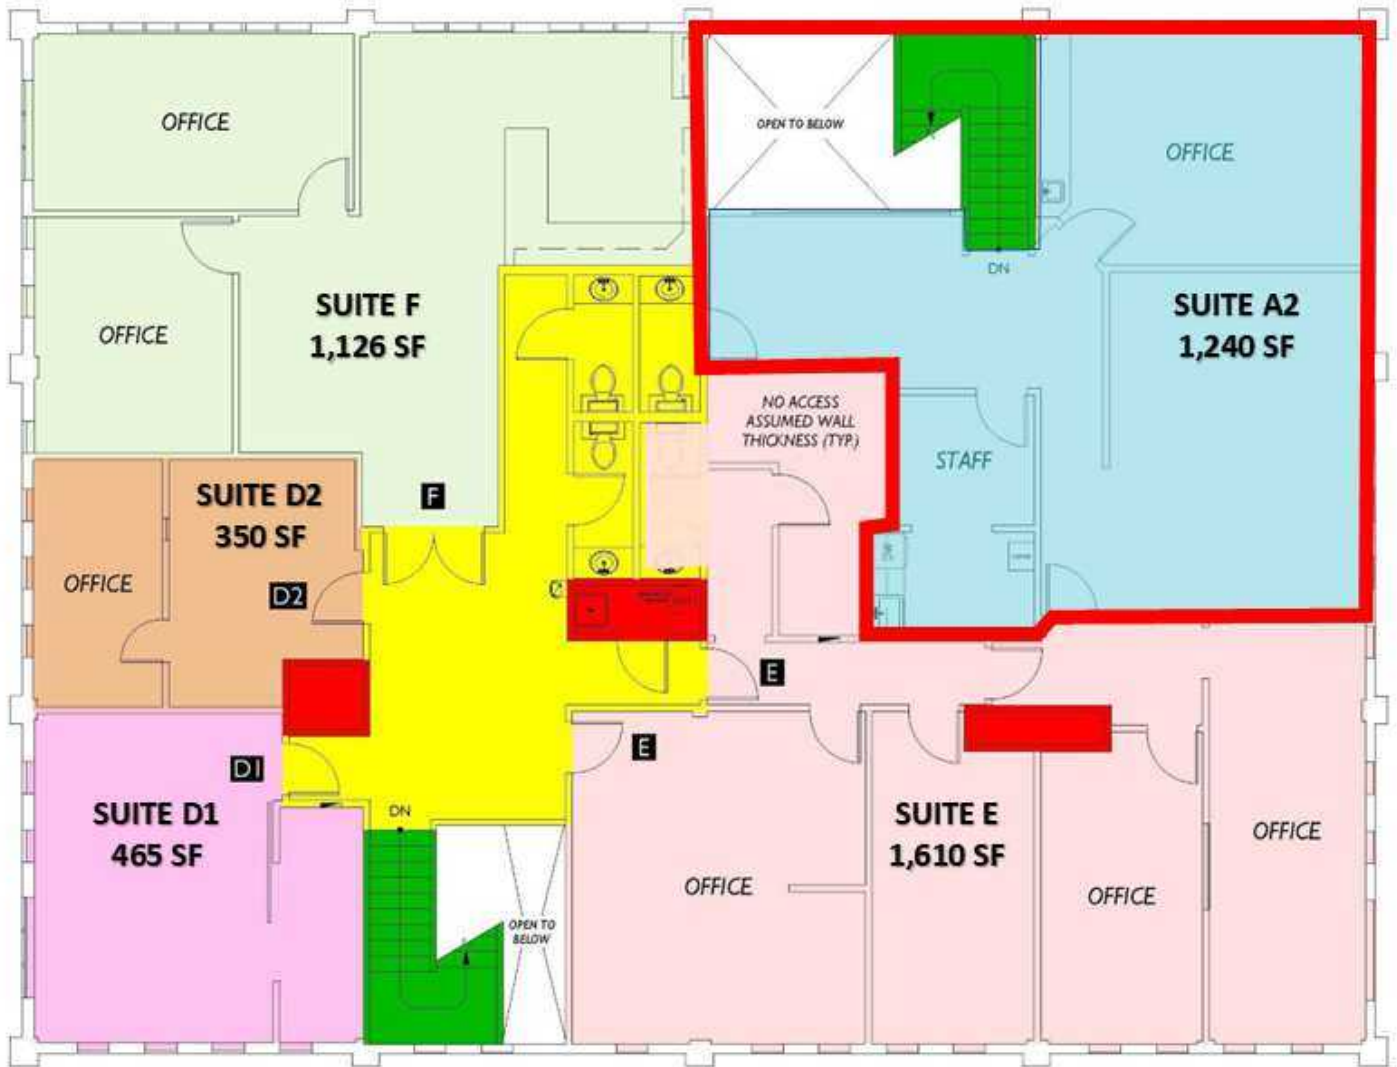 OFFICE
OPEN TO BELOW
OFFICE
DN
SUITE F
1,126 SF
SUITE A2
1,240 SF
OFFICE
NO ACCESS
ASSUMED WALL
THICKNESS (TYP.)
STAFF
F
SUITE D2
350 SF
OFFICE
D2
E
E
D1
SUITE D1
465 SF
DN
SUITE E
1,610 SF
OFFICE
OFFICE
OFFICE
OPEN TO
BELOW